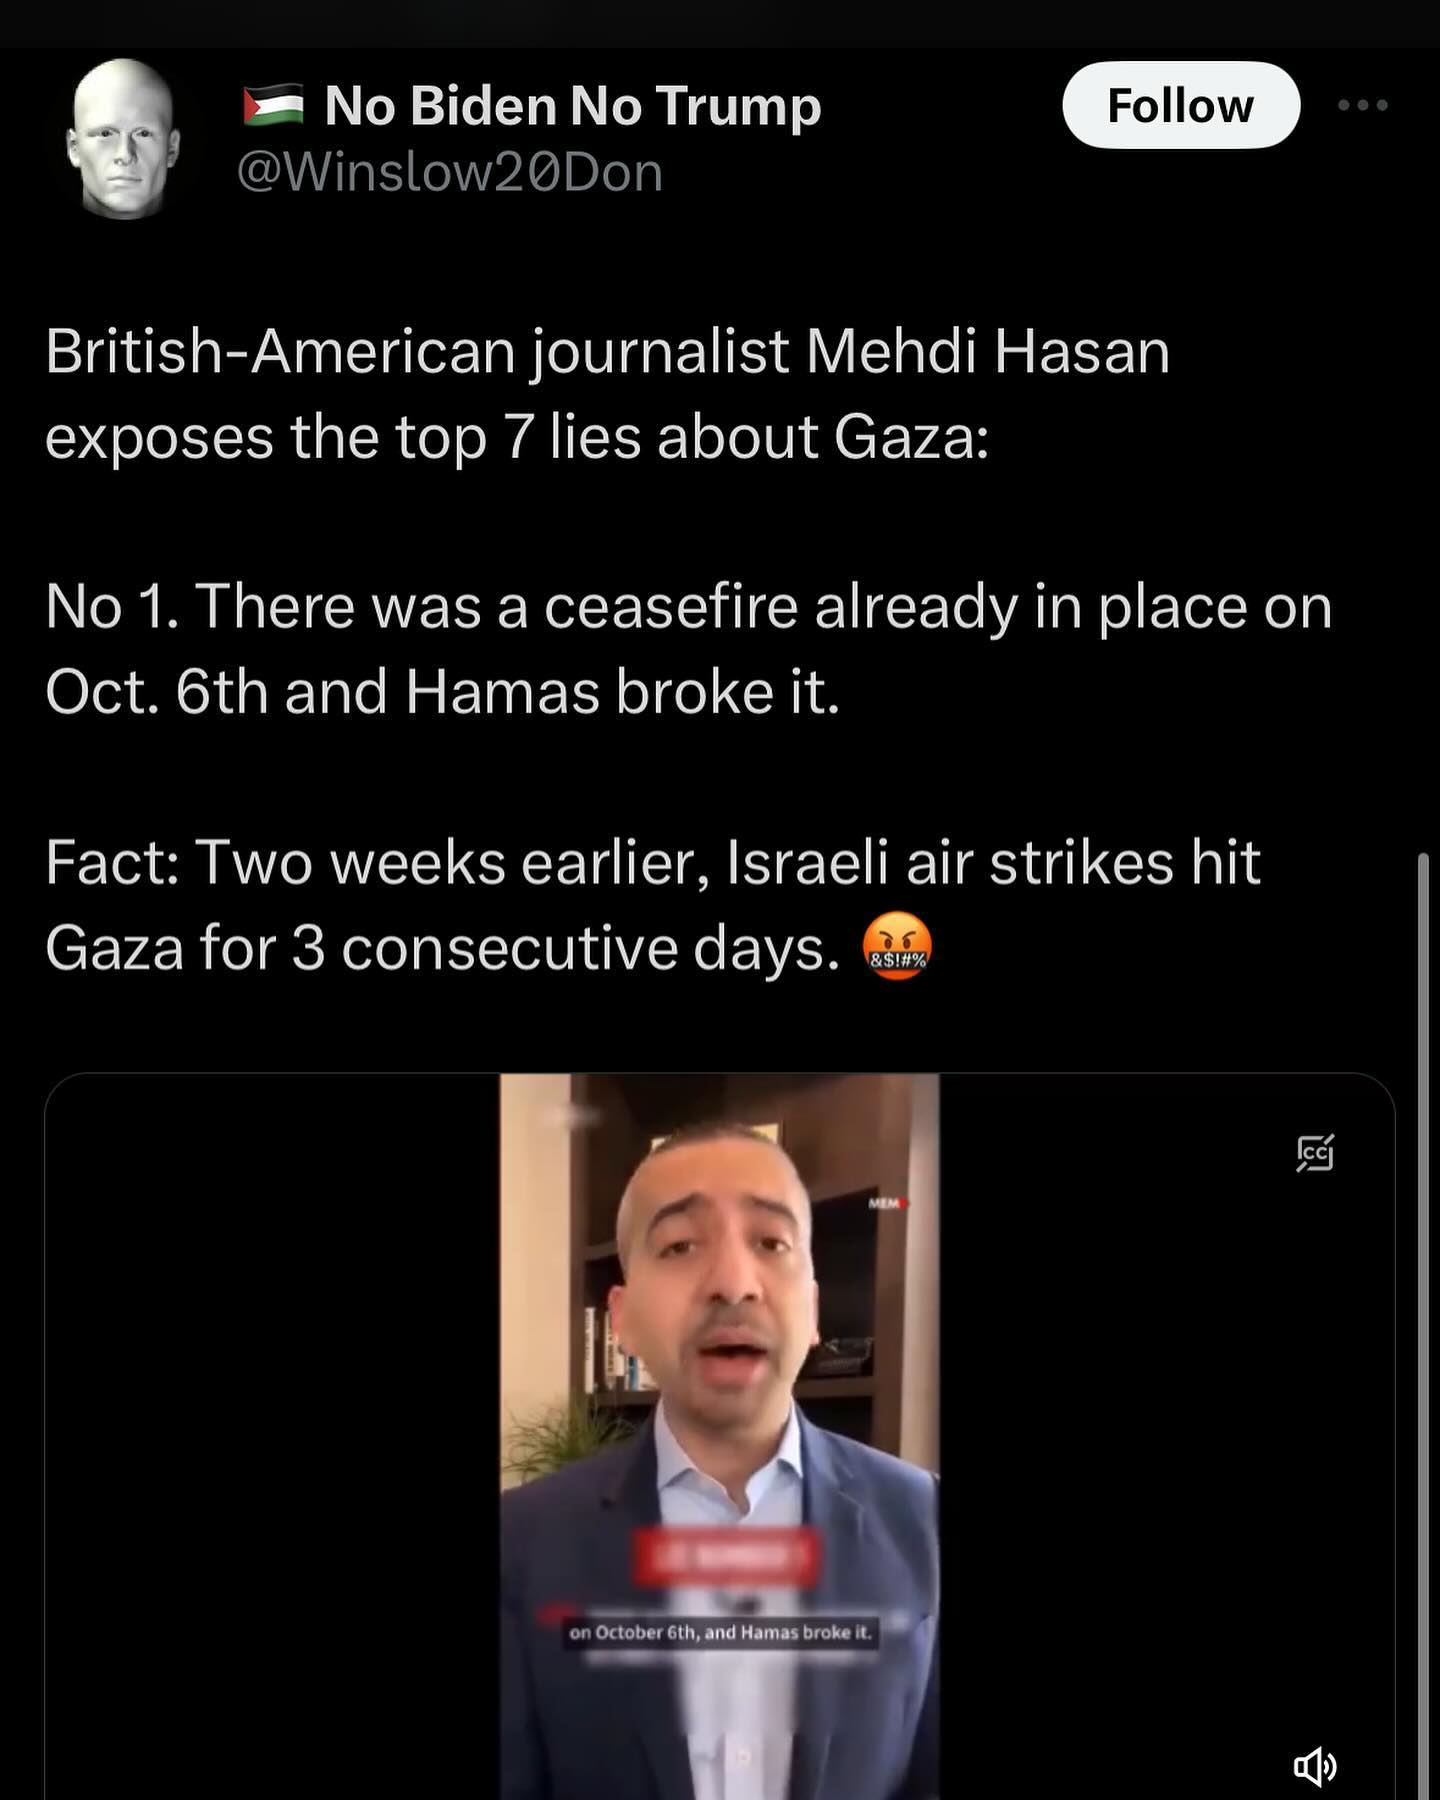 🇵🇸 No Biden No Trump
Follow
@Winslow20Don
British-American journalist Mehdi Hasan
exposes the top 7 lies about Gaza:
No 1. There was a ceasefire already in place on
Oct. 6th and Hamas broke it.
Fact: Two weeks earlier, Israeli air strikes hit
Gaza for 3 consecutive days. 🤬
CC
MEMO
on October 6th, and Hamas broke it.